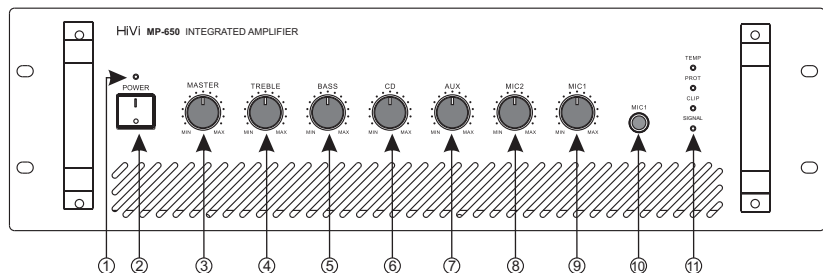 HiVi MP-650 INTEGRATED AMPLIFIER
POWER
MASTER TREBLE BASS CD AUX MIC2 MIC1
MIN MAX MIN MAX MIN MAX MIN MAX MIN MAX MIN MAX MIN MAX
MIC1
TEMP
PROT
CLIP
SIGNAL
① ② ③ ④ ⑤ ⑥ ⑦ ⑧ ⑨ ⑩ ⑪